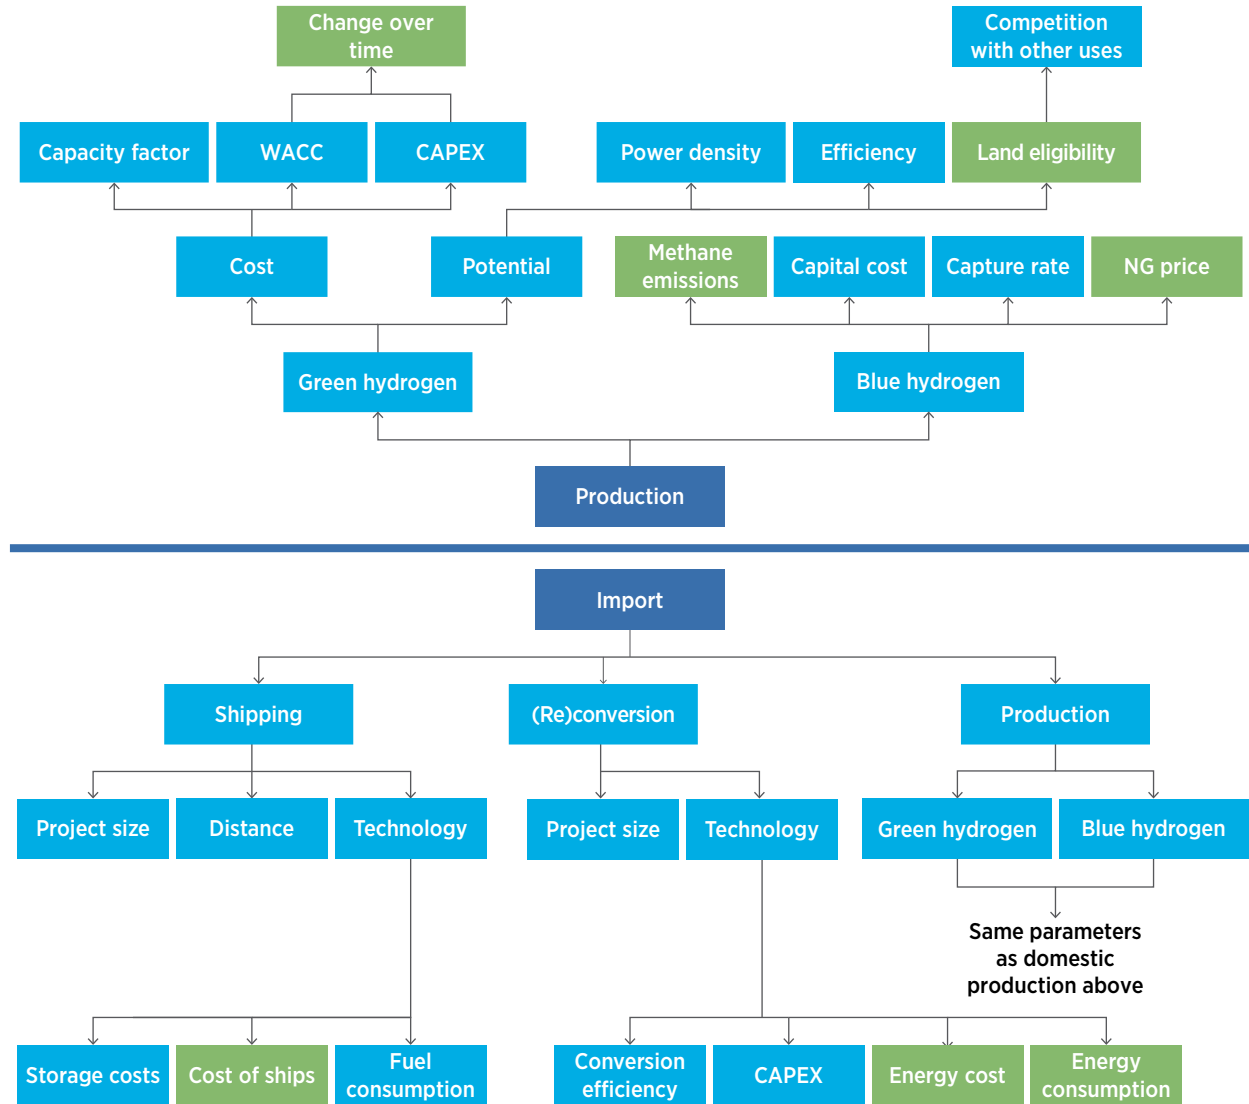 Change over
time
Competition
with other uses
Capacity factor
WACC
CAPEX
Power density
Efficiency
Land eligibility
Cost
Potential
Methane
emissions
Capital cost
Capture rate
NG price
Green hydrogen
Blue hydrogen
Production
Import
Shipping
(Re)conversion
Production
Project size
Distance
Technology
Project size
Technology
Green hydrogen
Blue hydrogen
Same parameters
as domestic
production above
Storage costs
Cost of ships
Fuel
consumption
Conversion
efficiency
CAPEX
Energy cost
Energy
consumption